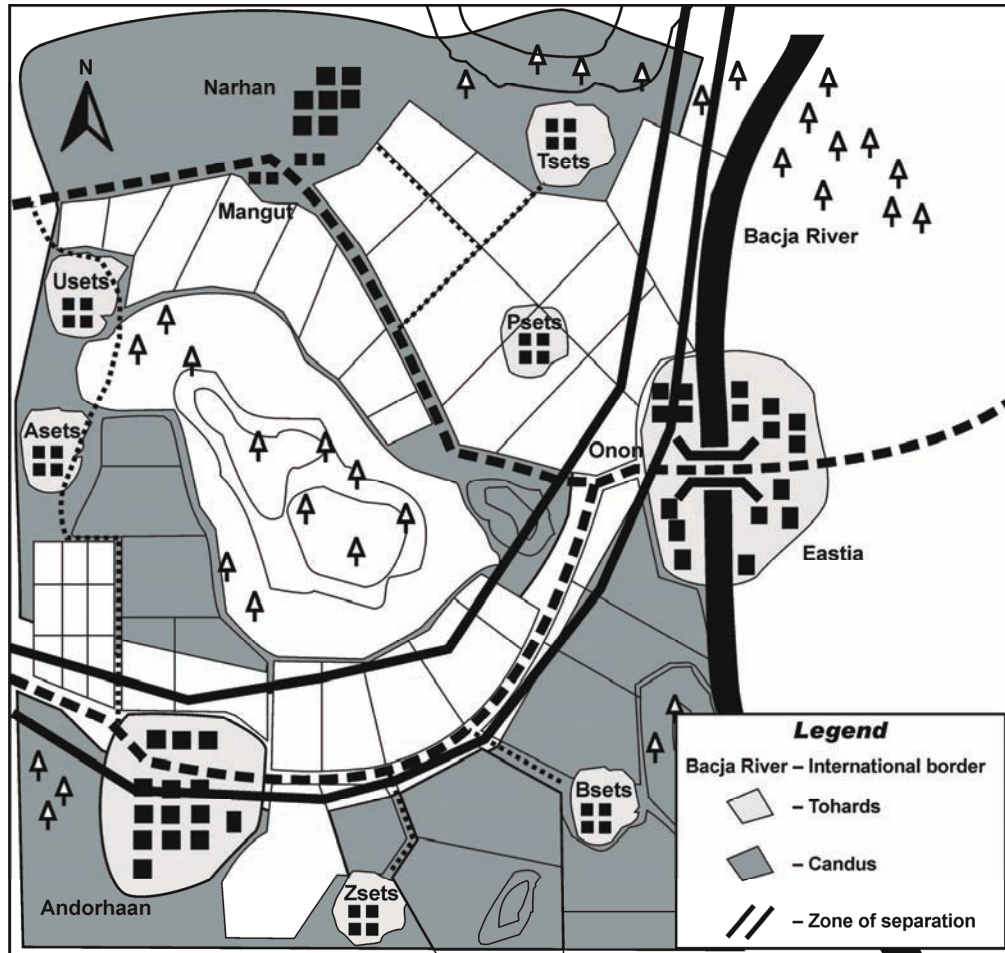 N
Narhan
Tsets
Mangut
Bacja River
Usets
Psets
Asets
Onon
Eastia
Legend
Bacja River – International border
– Tohards
Bsets
– Candus
Zsets
Andorhaan
– Zone of separation